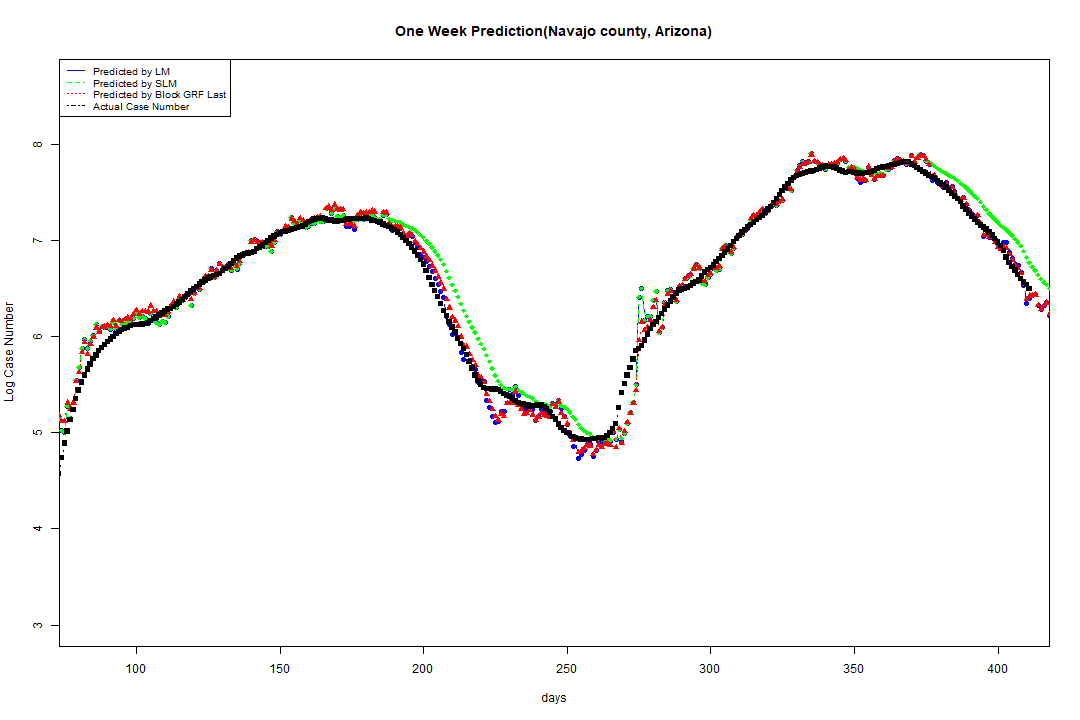 One Week Prediction(Navajo county, Arizona)
Predicted by LM
Predicted by SLM
Predicted by Block GRF Last
Actual Case Number
8
7
6
5
4
3
Log Case Number
100 150 200 250 300 350 400
days